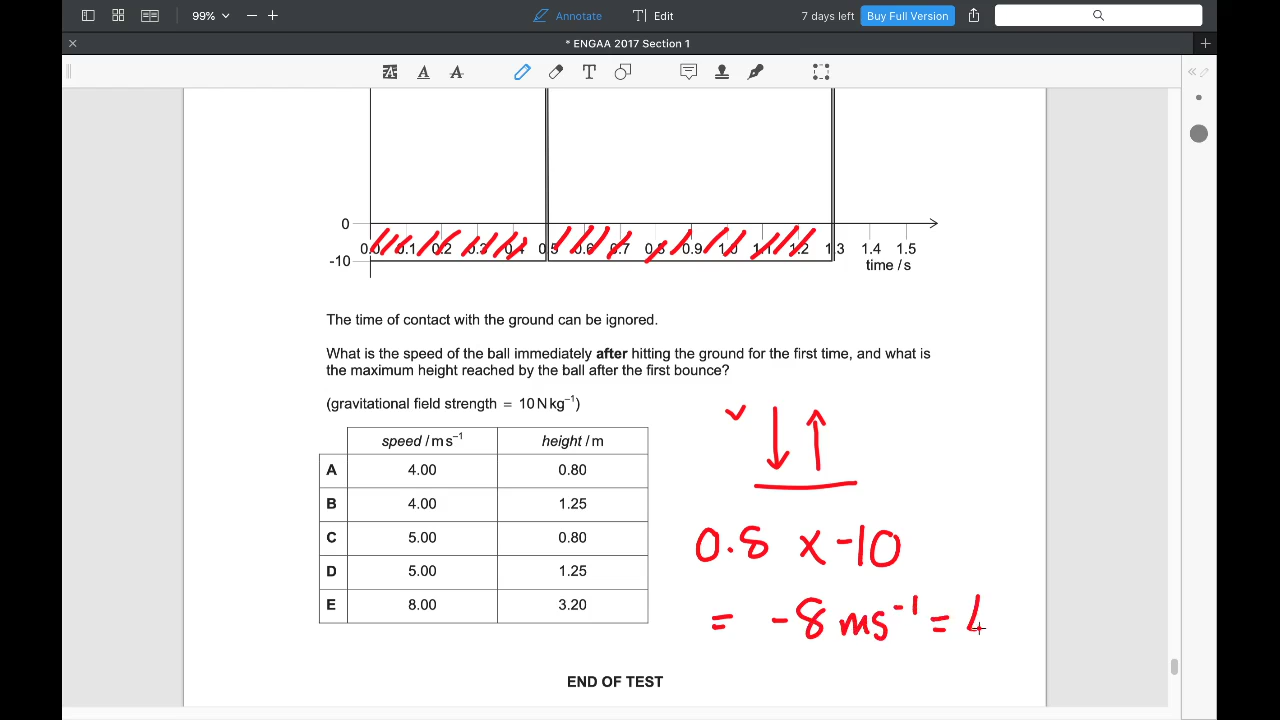 99%
Annotate
Edit
7 days left
Buy Full Version
* ENGAA 2017 Section 1
0
0.0 0.1 0.2 0.3 0.4 0.5 0.6 0.7 0.8 0.9 1.0 1.1 1.2 1.3 1.4 1.5
-10
time / s
The time of contact with the ground can be ignored.
What is the speed of the ball immediately after hitting the ground for the first time, and what is
the maximum height reached by the ball after the first bounce?
(gravitational field strength = 10 N kg⁻¹)
speed / m s⁻¹ height / m
A 4.00 0.80
B 4.00 1.25
C 5.00 0.80
D 5.00 1.25
E 8.00 3.20
0.8 x -10
= -8 ms⁻¹ =
END OF TEST